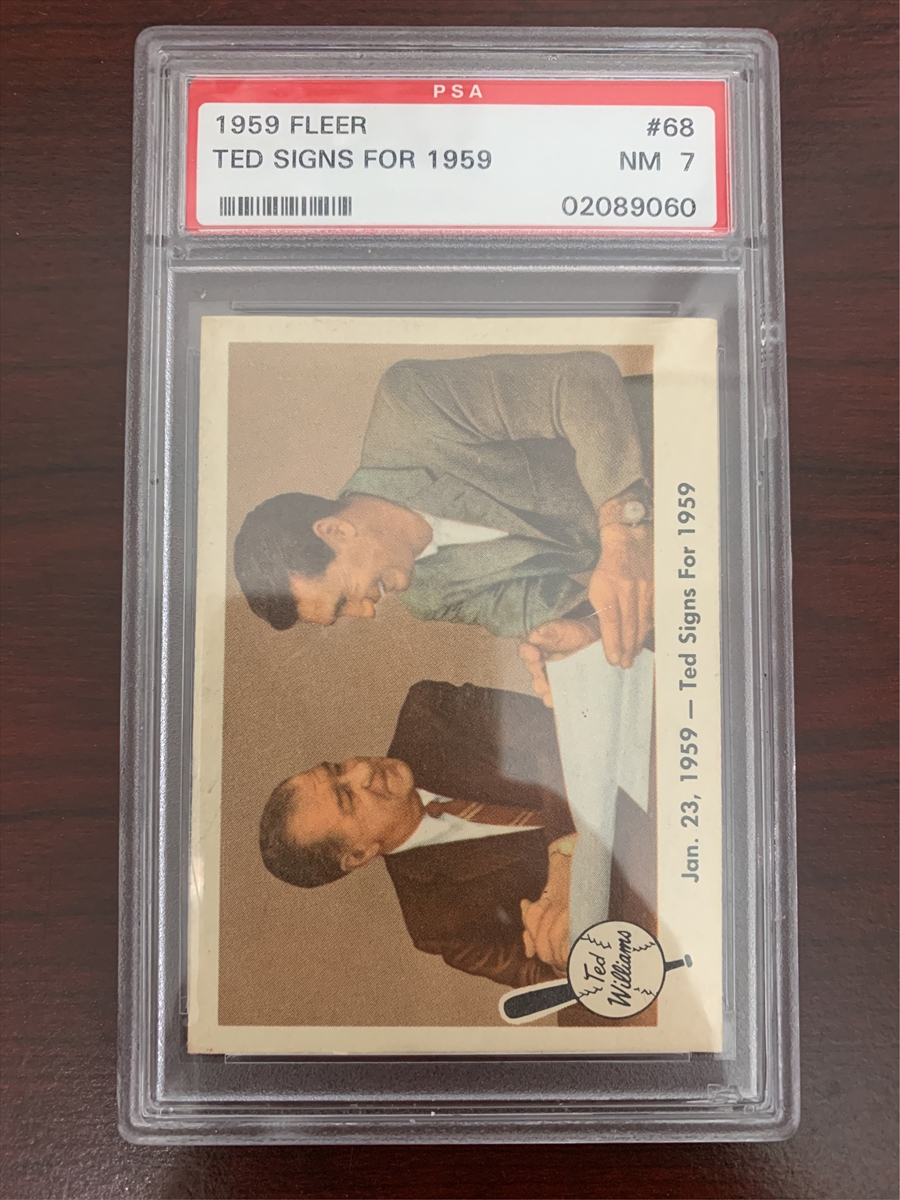 PSA
1959 FLEER #68
TED SIGNS FOR 1959 NM 7
02089060
Jan. 23, 1959 — Ted Signs For 1959
Ted
Williams